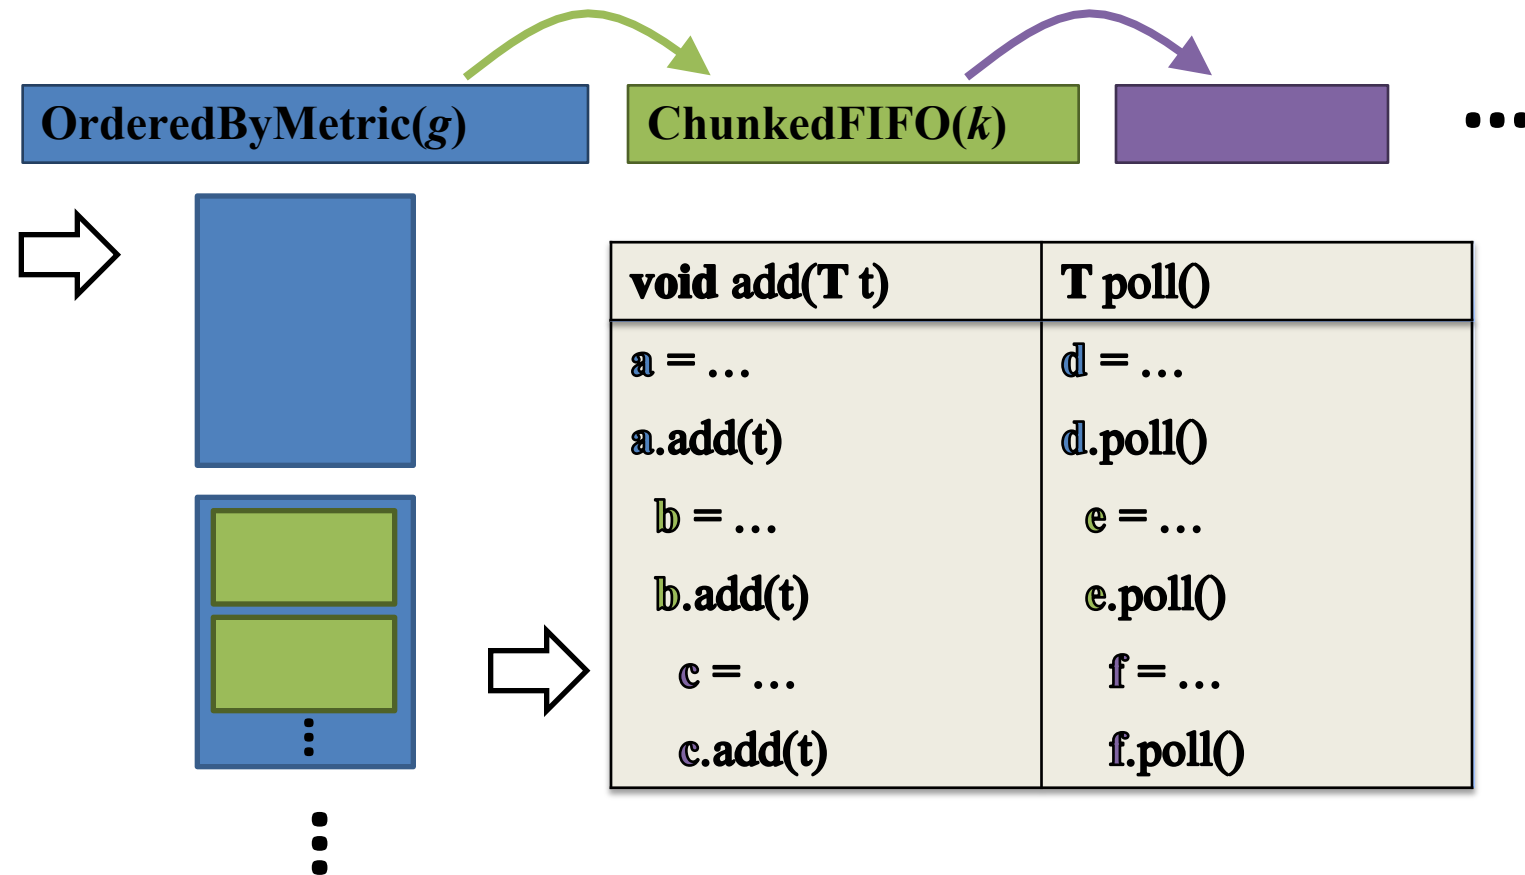 OrderedByMetric(g) ChunkedFIFO(k) ...
void add(T t) T poll()
a = ... d = ...
a.add(t) d.poll()
b = ... e = ...
b.add(t) e.poll()
c = ... f = ...
c.add(t) f.poll()